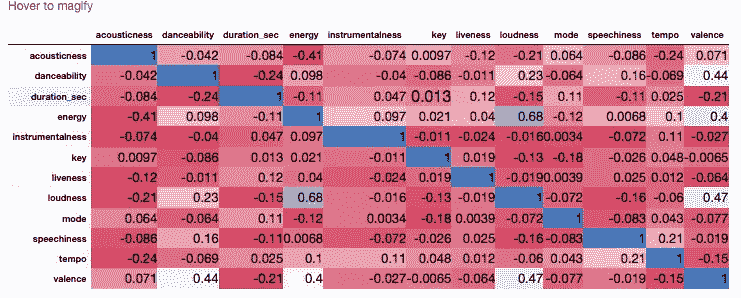 Hover to magify
acousticness danceability duration_sec energy instrumentalness key liveness loudness mode speechiness tempo valence
acousticness 1 -0.042 -0.084 -0.41 -0.074 0.0097 -0.12 -0.21 0.064 -0.086 -0.24 0.071
danceability -0.042 1 -0.24 0.098 -0.04 -0.086 -0.011 0.23 -0.064 0.16 -0.069 0.44
duration_sec -0.084 -0.24 1 -0.11 0.047 0.013 0.12 -0.15 0.11 -0.11 0.025 -0.21
energy -0.41 0.098 -0.11 1 0.097 0.021 0.04 0.68 -0.12 0.0068 0.1 0.4
instrumentalness -0.074 -0.04 0.047 0.097 1 -0.011 -0.024 -0.016 0.0034 -0.072 0.11 -0.027
key 0.0097 -0.086 0.013 0.021 -0.011 1 0.019 -0.13 -0.18 -0.026 0.048 -0.0065
liveness -0.12 -0.011 0.12 0.04 -0.024 0.019 1 -0.019 0.0039 0.025 0.012 -0.064
loudness -0.21 0.23 -0.15 0.68 -0.016 -0.13 -0.019 1 -0.072 -0.16 -0.06 0.47
mode 0.064 -0.064 0.11 -0.12 0.0034 -0.18 0.0039 -0.072 1 -0.083 0.043 -0.077
speechiness -0.086 0.16 -0.11 0.0068 -0.072 -0.026 0.025 -0.16 -0.083 1 0.21 -0.019
tempo -0.24 -0.069 0.025 0.1 0.11 0.048 0.012 -0.06 0.043 0.21 1 -0.15
valence 0.071 0.44 -0.21 0.4 -0.027 -0.0065 -0.064 0.47 -0.077 -0.019 -0.15 1